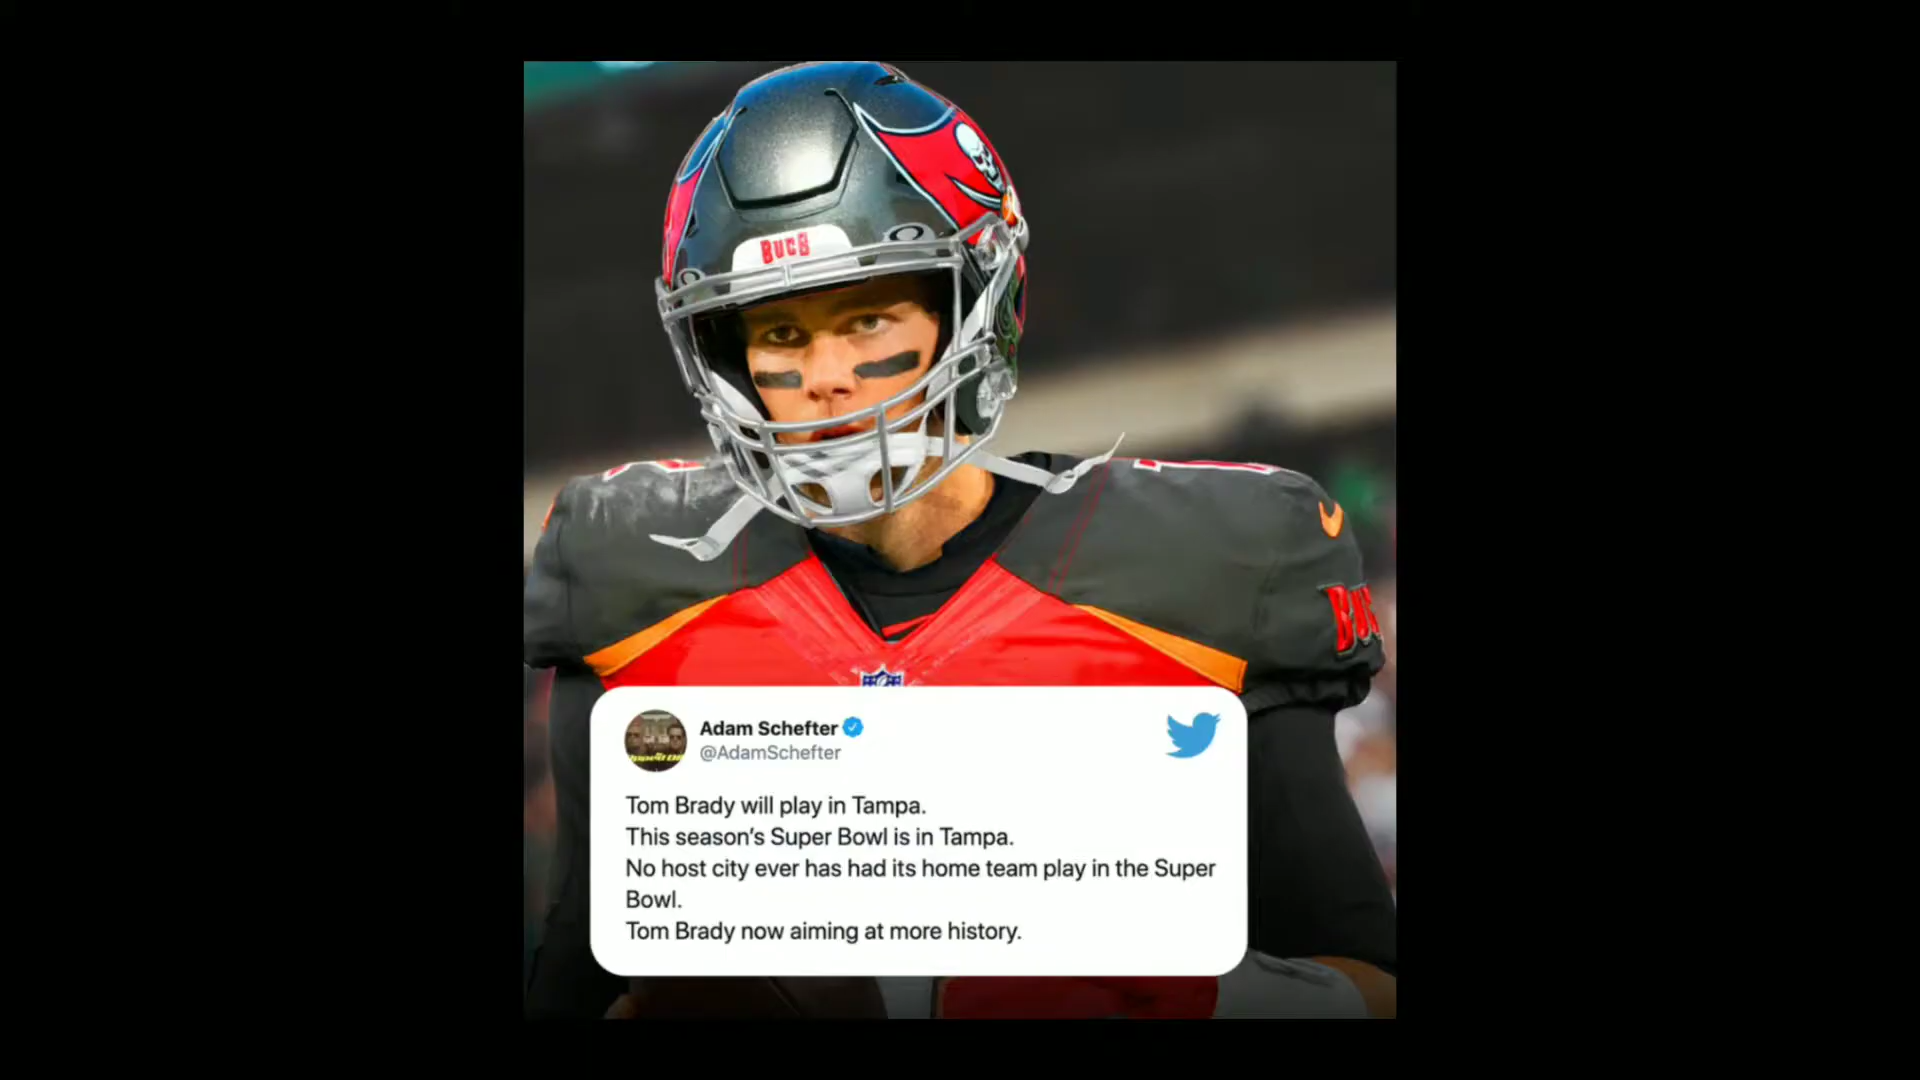 BUCS
BUC
Adam Schefter
@AdamSchefter
Tom Brady will play in Tampa.
This season's Super Bowl is in Tampa.
No host city ever has had its home team play in the Super
Bowl.
Tom Brady now aiming at more history.